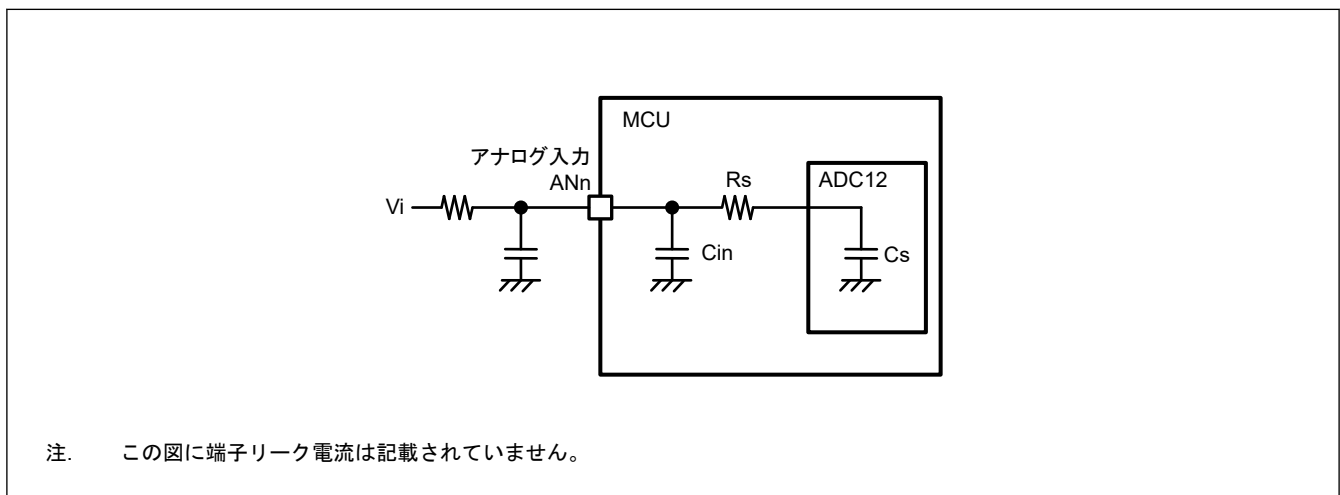 MCU
アナログ入力
ANn
Rs
ADC12
Vi
Cin
Cs
注. この図に端子リーク電流は記載されていません。